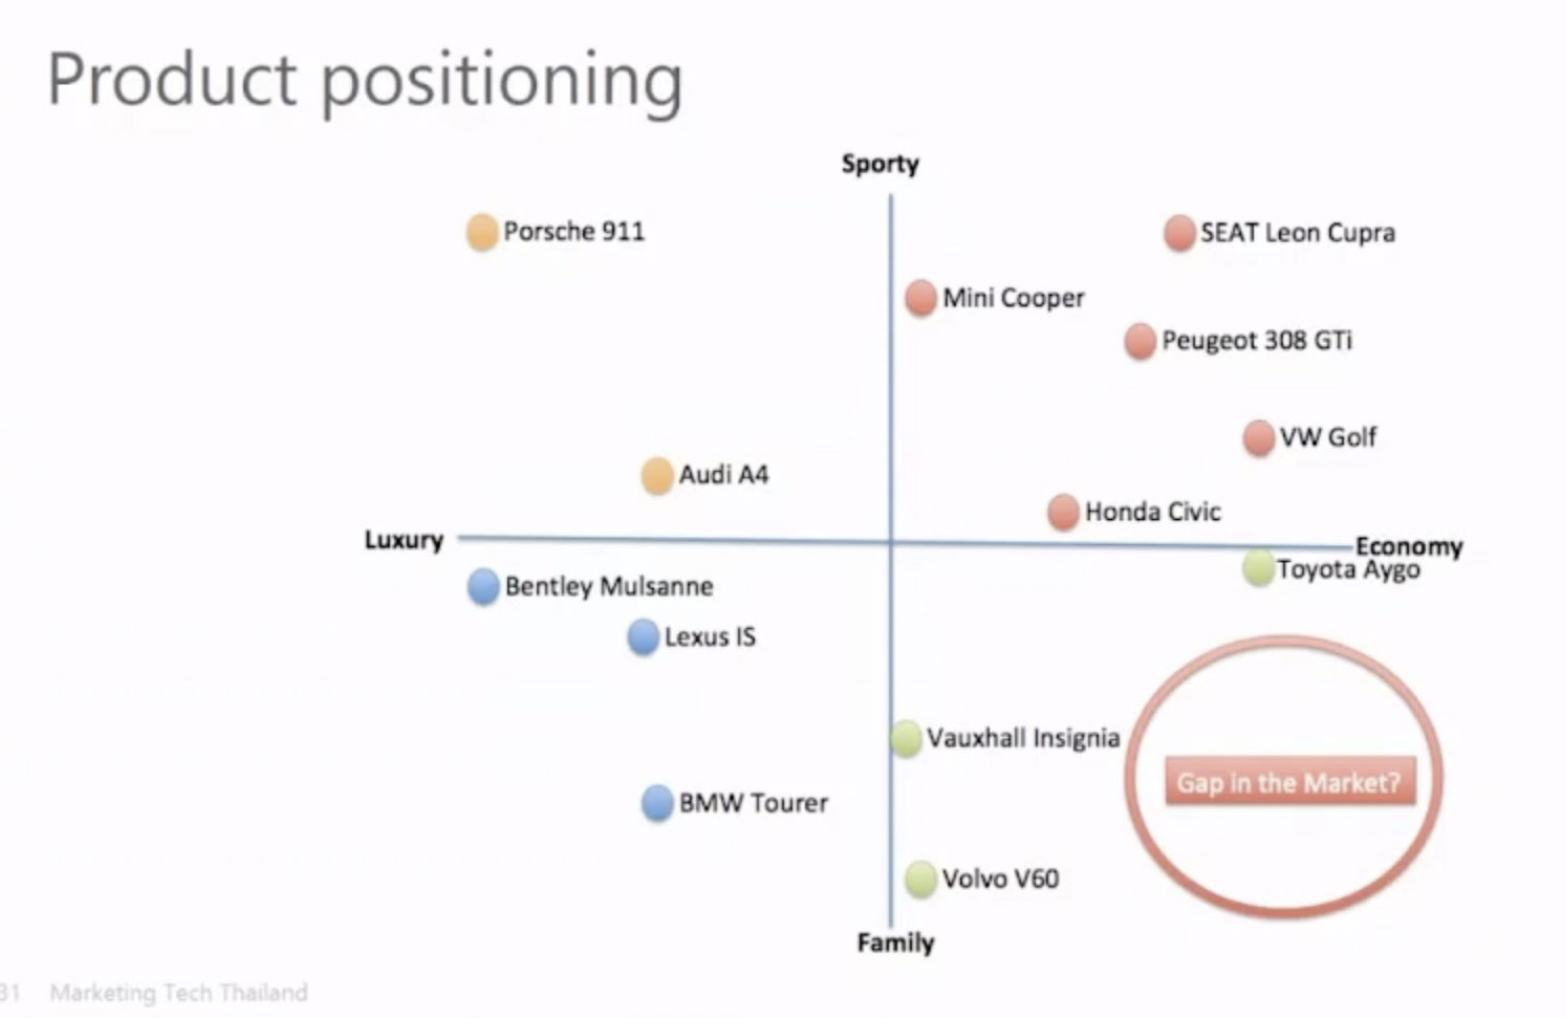 Product positioning
Sporty
Porsche 911
SEAT Leon Cupra
Mini Cooper
Peugeot 308 GTi
VW Golf
Audi A4
Honda Civic
Luxury
Economy
Toyota Aygo
Bentley Mulsanne
Lexus IS
Vauxhall Insignia
Gap in the Market?
BMW Tourer
Volvo V60
Family
31 Marketing Tech Thailand